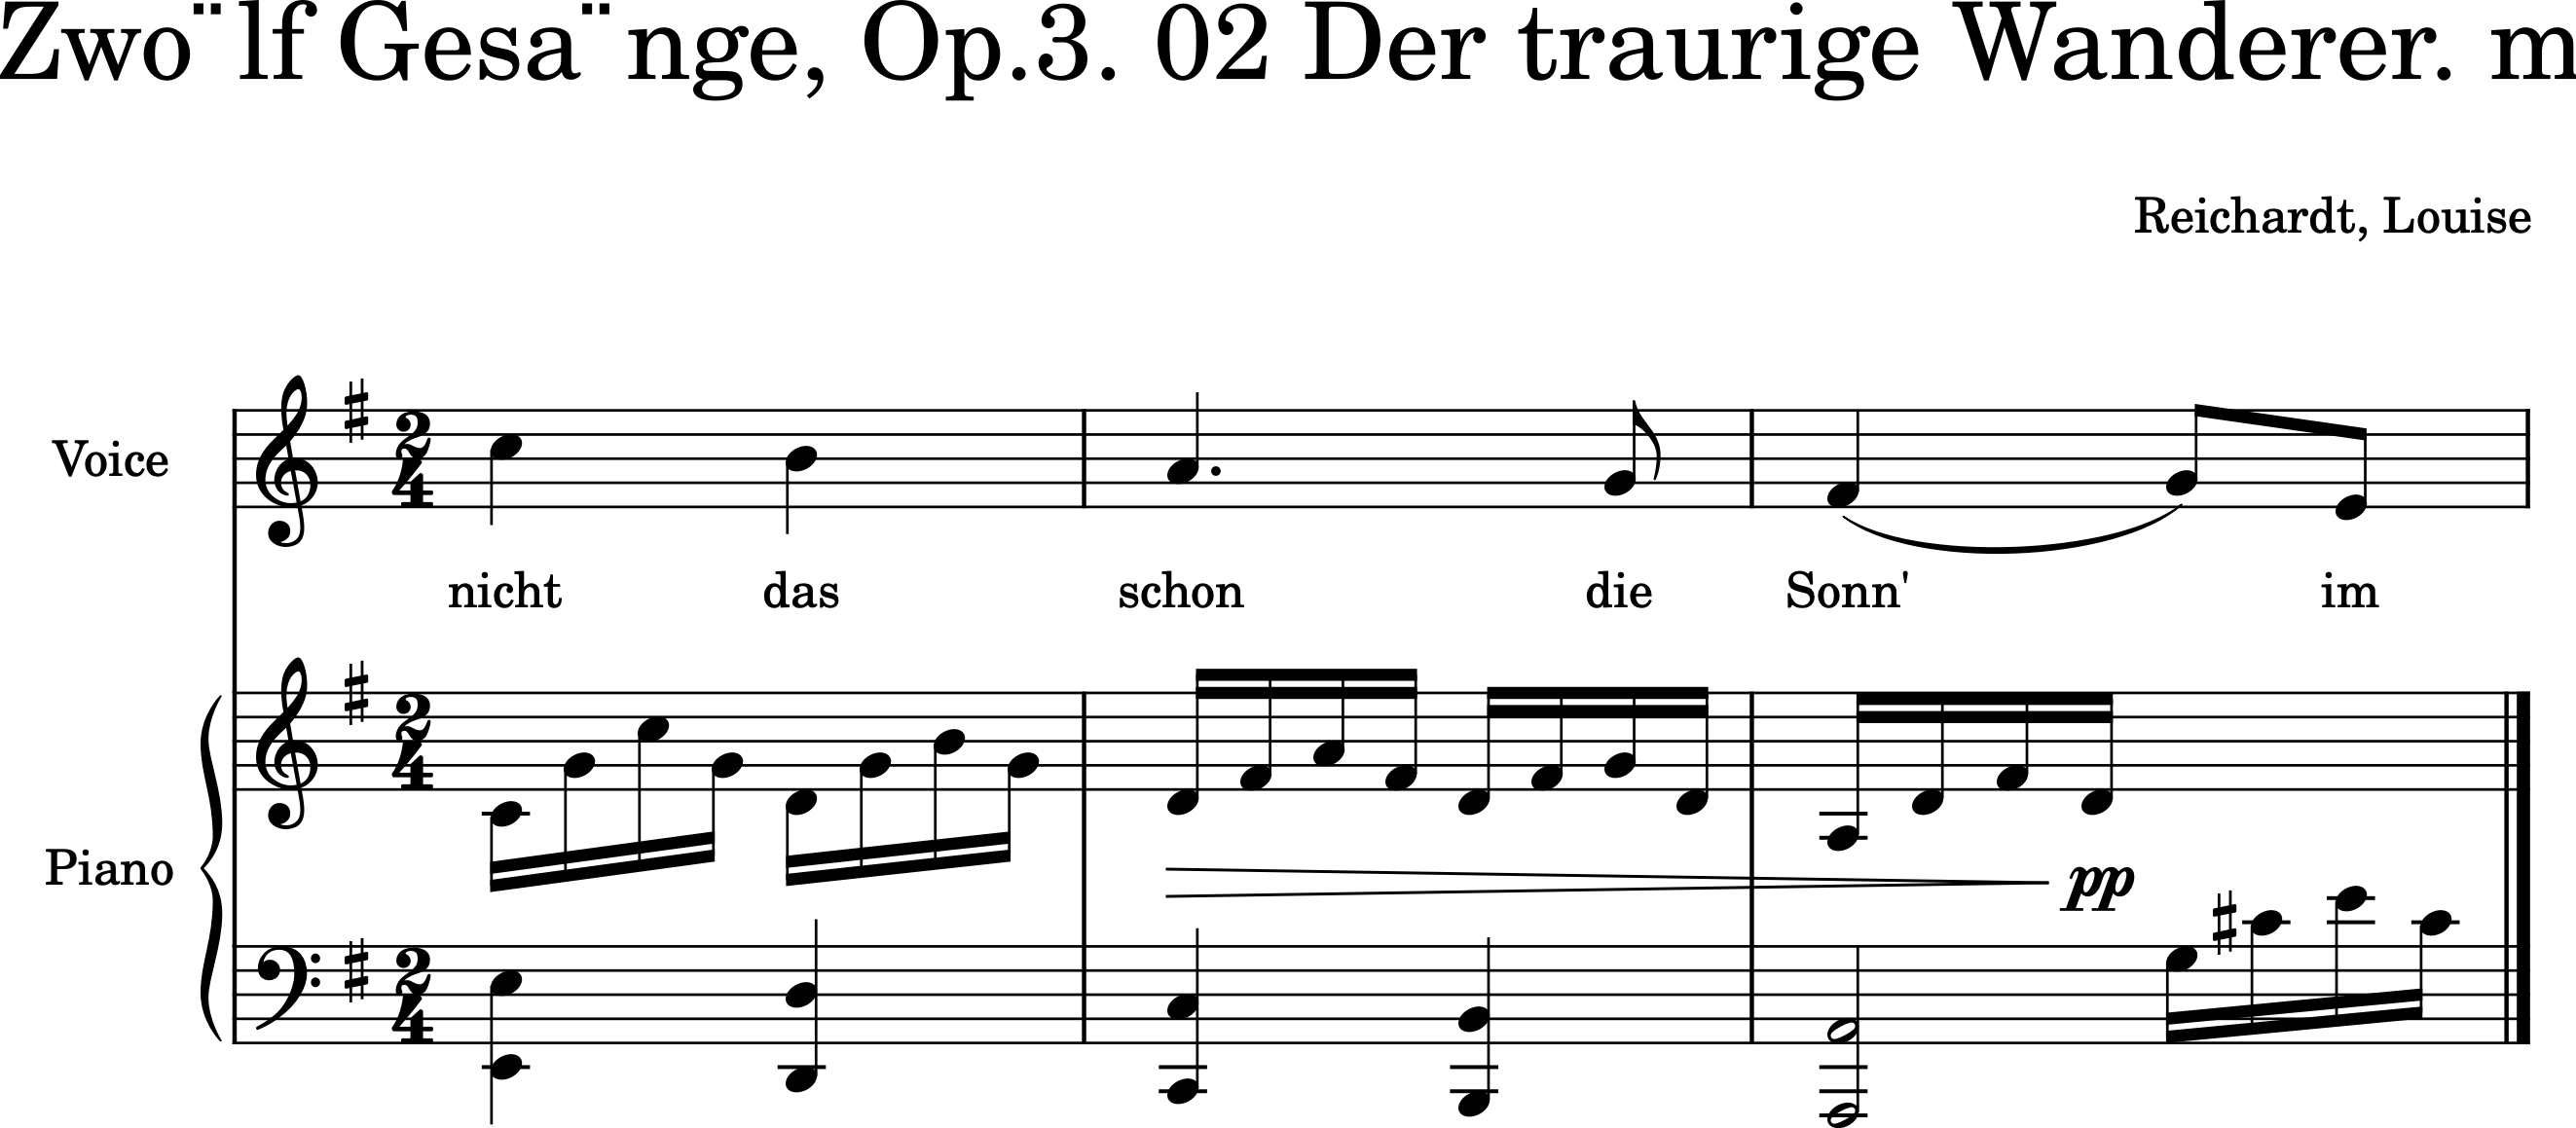 Zwo¨lf Gesa¨nge, Op.3. 02 Der traurige Wanderer. m
Reichardt, Louise
Voice
nicht das schon die Sonn' im
Piano
pp